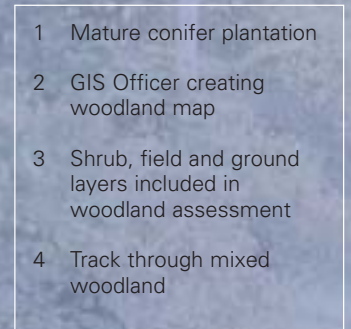 1 Mature conifer plantation
2 GIS Officer creating
woodland map
3 Shrub, field and ground
layers included in
woodland assessment
4 Track through mixed
woodland